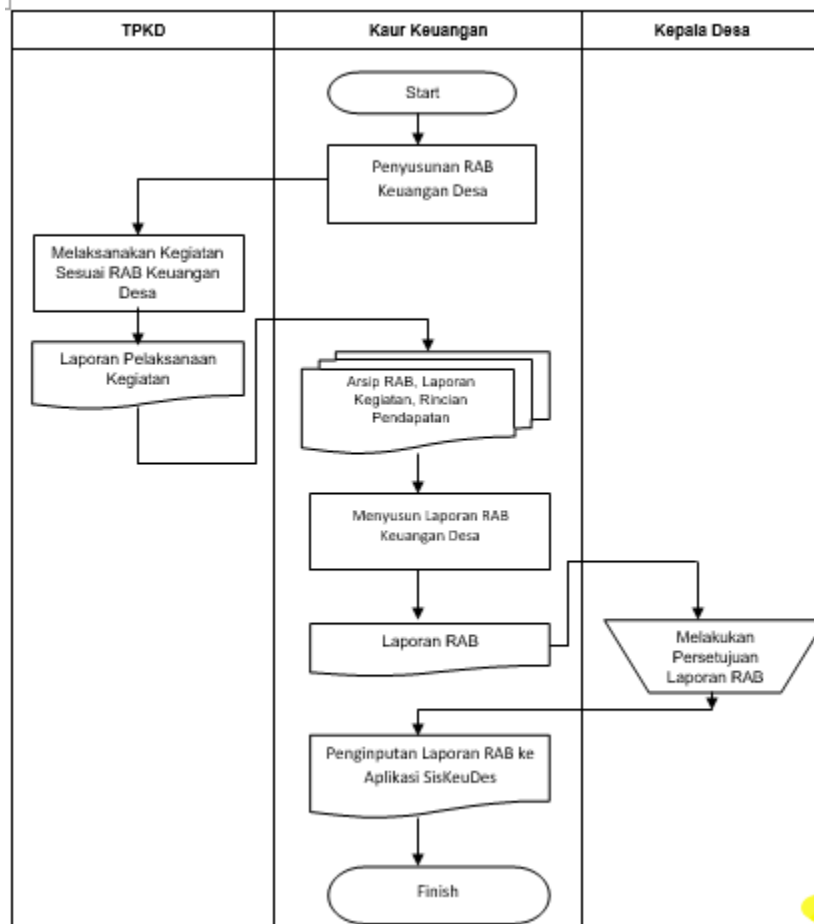 TPKD
Kaur Keuangan
Kepala Desa
Start
Penyusunan RAB
Keuangan Desa
Melaksanakan Kegiatan
Sesuai RAB Keuangan
Desa
Laporan Pelaksanaan
Kegiatan
Arsip RAB, Laporan
Kegiatan, Rincian
Pendapatan
Menyusun Laporan RAB
Keuangan Desa
Laporan RAB
Melakukan
Persetujuan
Laporan RAB
Penginputan Laporan RAB ke
Aplikasi SisKeuDes
Finish